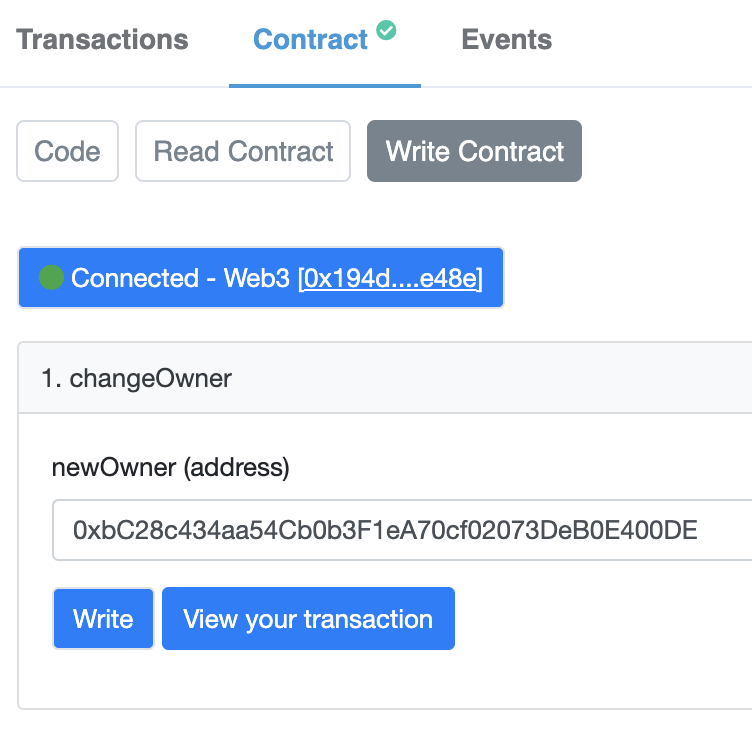 Transactions Contract Events
Code Read Contract Write Contract
Connected - Web3 [0x194d....e48e]
1. changeOwner
newOwner (address)
0xbC28c434aa54Cb0b3F1eA70cf02073DeB0E400DE
Write View your transaction